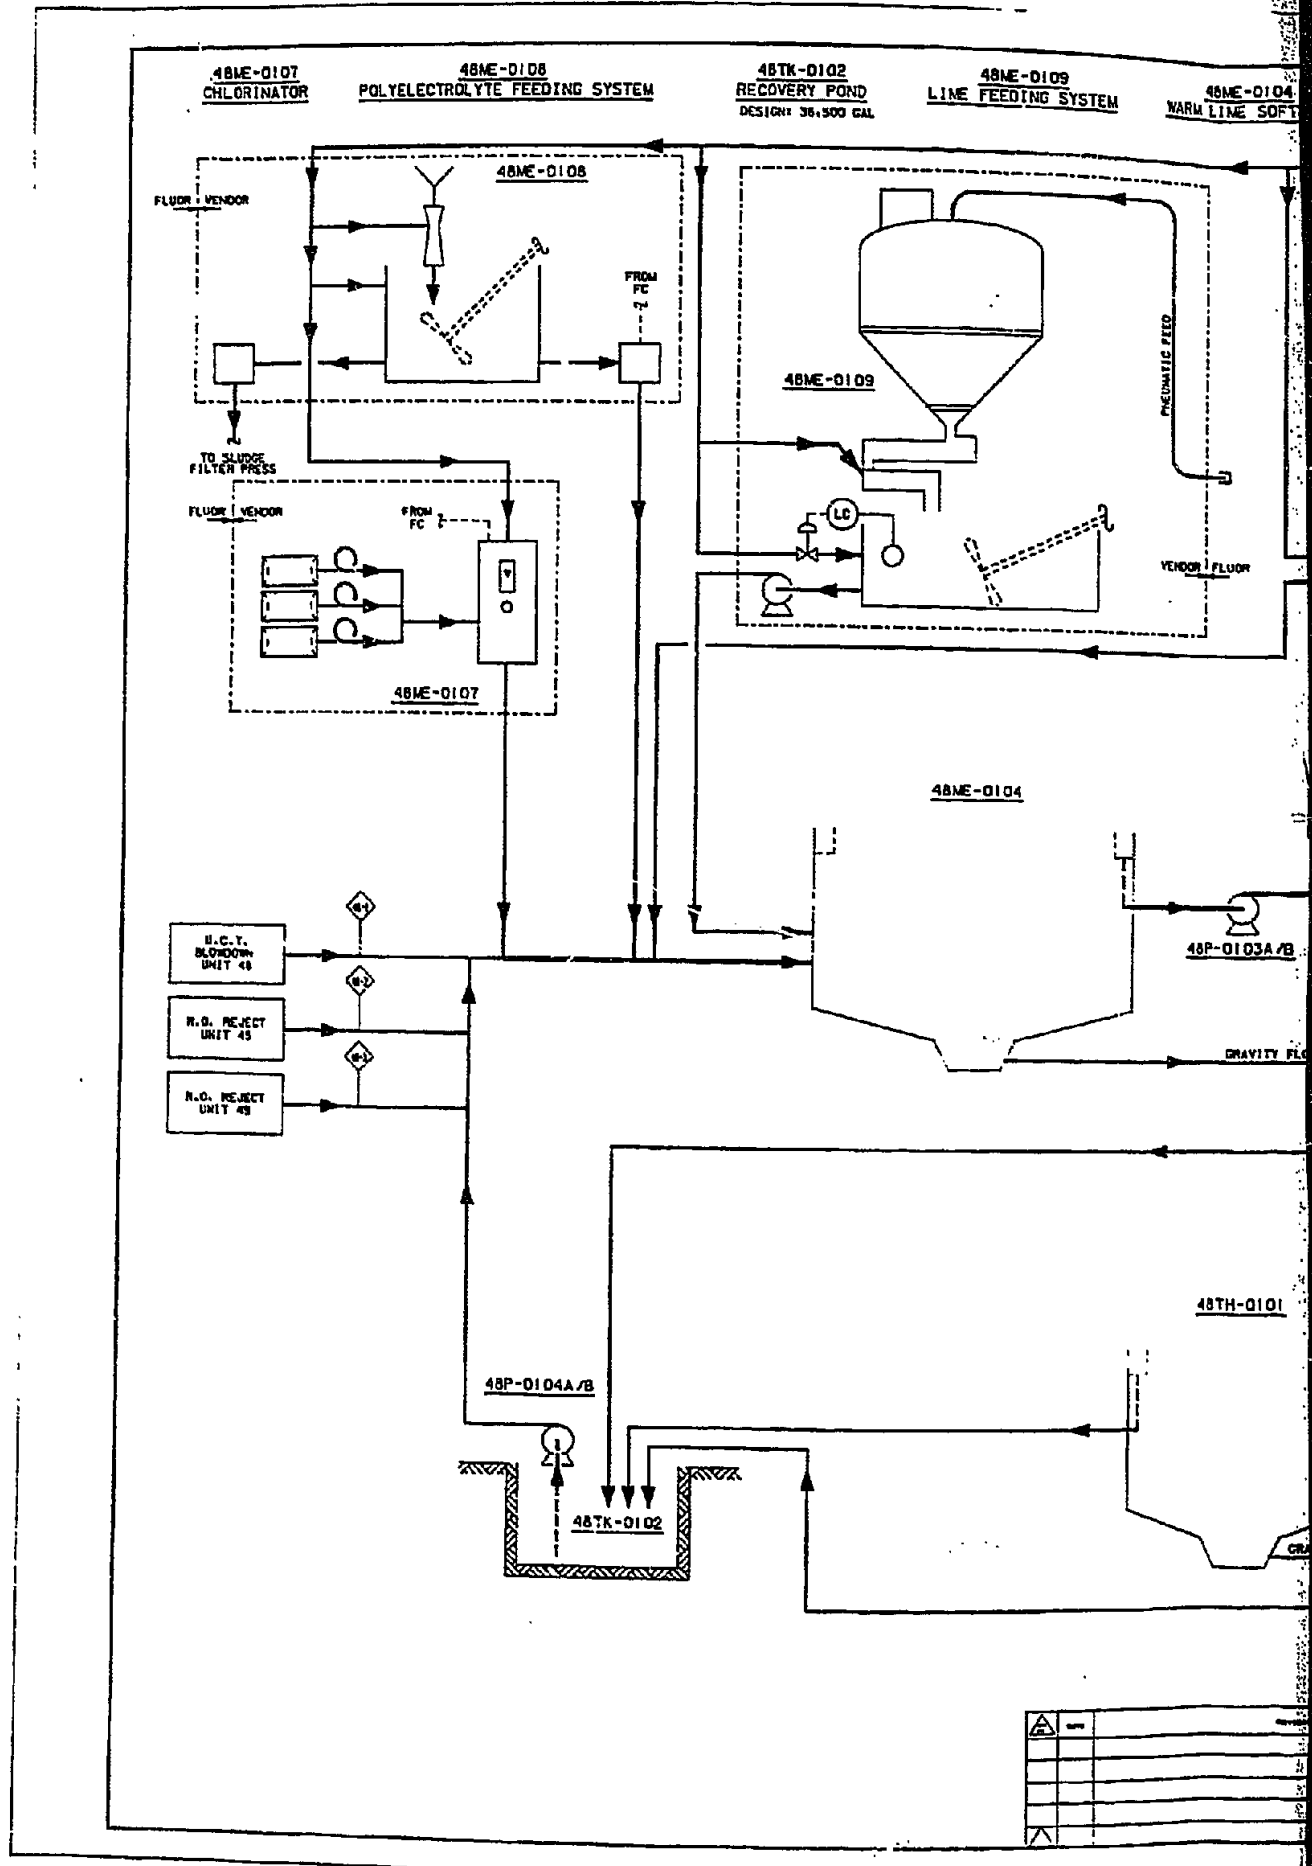 48ME-0107
CHLORINATOR
48ME-0108
POLYELECTROLYTE FEEDING SYSTEM
48TK-0102
RECOVERY POND
DESIGN: 36,500 GAL
48ME-0109
LIME FEEDING SYSTEM
48ME-0104
WARM LIME SOFT
48ME-0108
FLUOR VENDOR
FROM
FC
TO SLUDGE
FILTER PRESS
48ME-0109
PNEUMATIC FEED
LC
VENDOR FLUOR
FLUOR VENDOR
FROM
FC
48ME-0107
48ME-0104
BLOWDOWN
UNIT 48
REJECT
UNIT 45
REJECT
UNIT 49
48P-0103A/B
GRAVITY FLO
48TH-0101
48P-0104A/B
48TK-0102
GRA